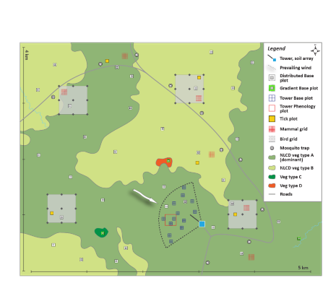 Legend
Tower, soil array
Prevailing wind
Distributed Base
plot
Gradient Base plot
Tower Base plot
Tower Phenology
plot
Tick plot
Mammal grid
Bird grid
Mosquito trap
NLCD veg type A
(dominant)
NLCD veg type B
Veg type C
Veg type D
Roads
4 km
5 km